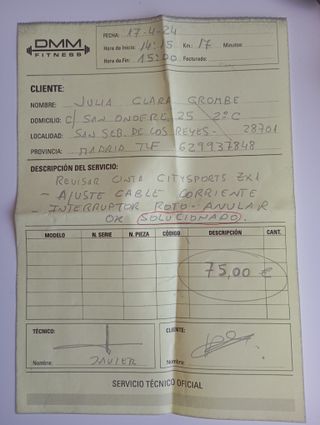 DMM
FITNESS
FECHA: 17-4-24
Hora de Inicio: 14:15 Km: 17 Minutos:
Hora de Fin: 15:00 Facturado:
CLIENTE:
NOMBRE: JULIA CLARA GROMBE
DOMICILIO: C/ SAN ONOFRE, 25 2ºC
LOCALIDAD: SAN SEB. DE LOS REYES - 28701
PROVINCIA: MADRID TLF 629937848
DESCRIPCIÓN DEL SERVICIO:
REVISAR CINTA CITYSPORTS ZX1
- AJUSTE CABLE CORRIENTE
- INTERRUPTOR ROTO - ANULAR
OK (SOLUCIONADO).
MODELO N. SERIE N. PIEZA CÓDIGO DESCRIPCIÓN CANT.
75,00 €
TÉCNICO: CLIENTE:
Nombre: JAVIER Nombre:
SERVICIO TÉCNICO OFICIAL